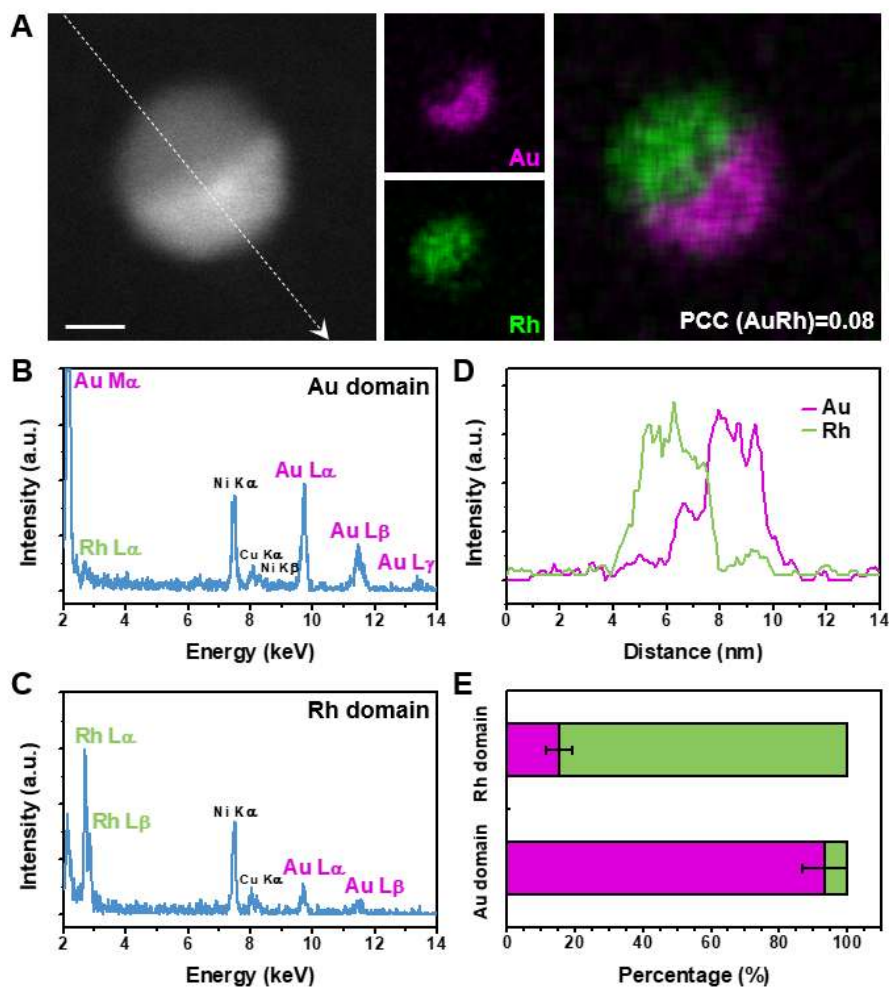 A
Au
Rh
PCC (AuRh)=0.08
B
Au Mα
Au domain
Rh Lα
Ni Kα
Cu Kα
Ni Kβ
Au Lα
Au Lβ
Au Lγ
Intensity (a.u.)
2 4 6 8 10 12 14
Energy (keV)
D
Au
Rh
Intensity (a.u.)
0 2 4 6 8 10 12 14
Distance (nm)
C
Rh domain
Rh Lα
Rh Lβ
Ni Kα
Cu Kα
Au Lα
Au Lβ
Intensity (a.u.)
2 4 6 8 10 12 14
Energy (keV)
E
Rh domain
Au domain
0 20 40 60 80 100
Percentage (%)